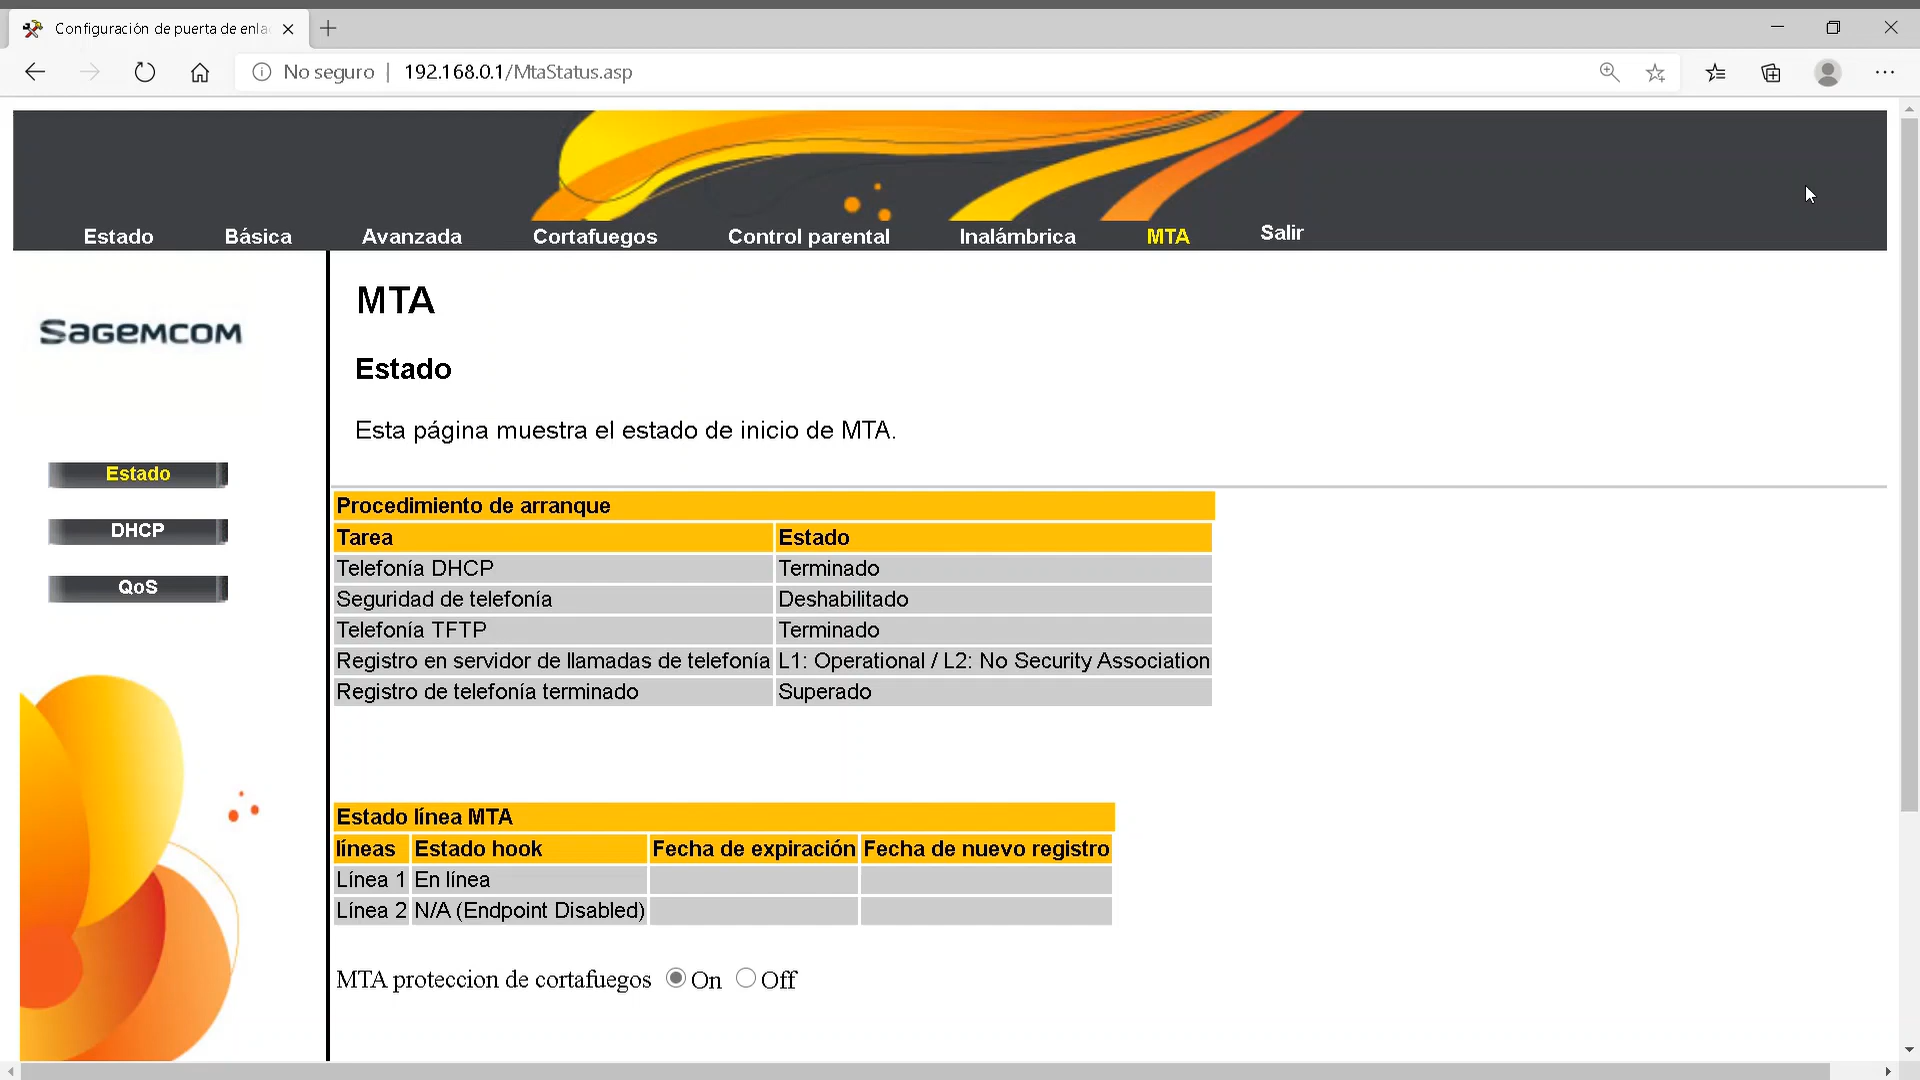 Configuración de puerta de enla
No seguro | 192.168.0.1/MtaStatus.asp
Estado Básica Avanzada Cortafuegos Control parental Inalámbrica MTA Salir
SAGEMCOM
Estado
DHCP
QoS
MTA
Estado
Esta página muestra el estado de inicio de MTA.
Procedimiento de arranque
Tarea Estado
Telefonía DHCP Terminado
Seguridad de telefonía Deshabilitado
Telefonía TFTP Terminado
Registro en servidor de llamadas de telefonía L1: Operational / L2: No Security Association
Registro de telefonía terminado Superado
Estado línea MTA
líneas Estado hook Fecha de expiración Fecha de nuevo registro
Línea 1 En línea
Línea 2 N/A (Endpoint Disabled)
MTA proteccion de cortafuegos On Off